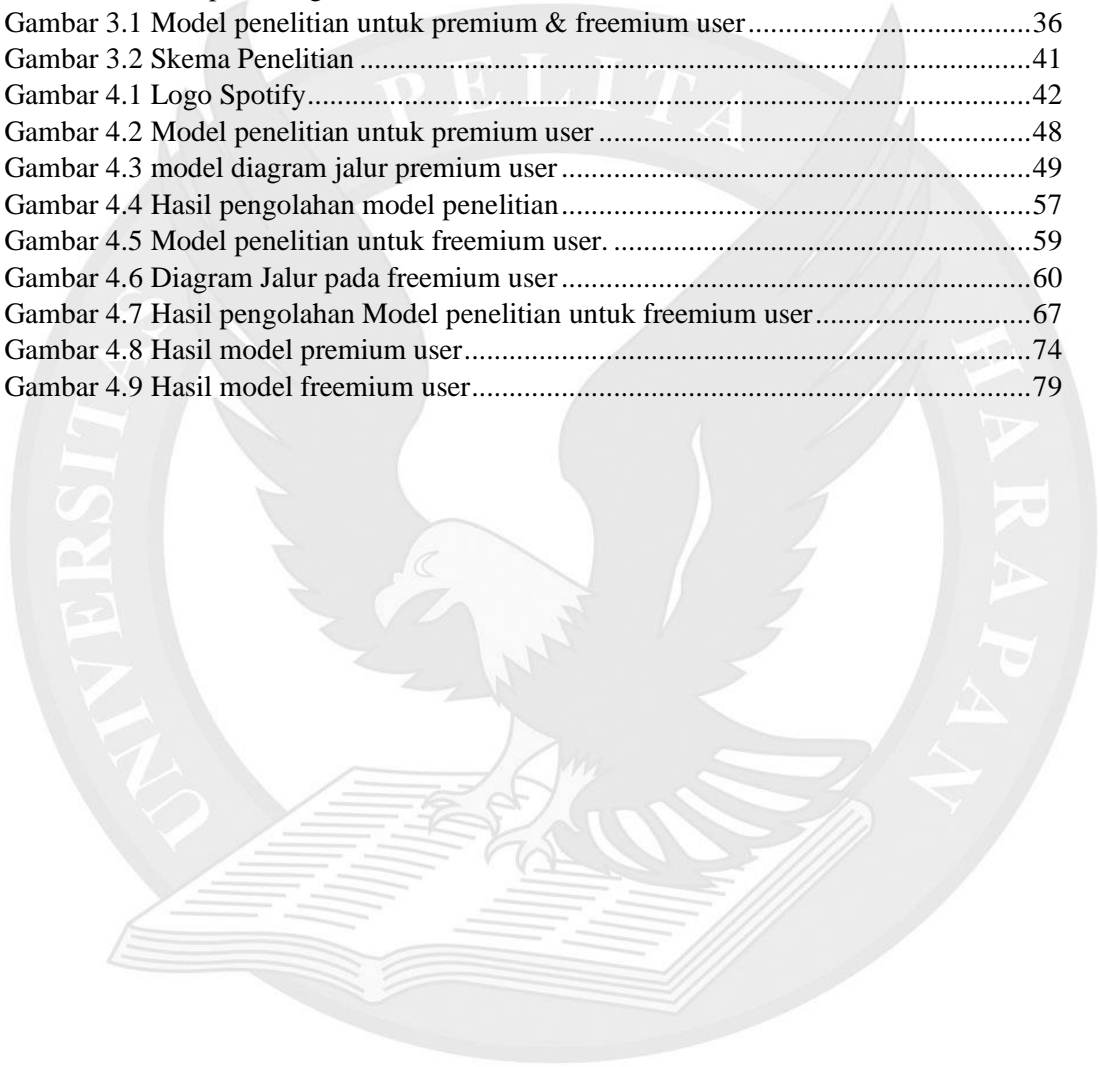 Gambar 3.1 Model penelitian untuk premium & freemium user....................................36
Gambar 3.2 Skema Penelitian....................................41
Gambar 4.1 Logo Spotify....................................42
Gambar 4.2 Model penelitian untuk premium user....................................48
Gambar 4.3 model diagram jalur premium user....................................49
Gambar 4.4 Hasil pengolahan model penelitian....................................57
Gambar 4.5 Model penelitian untuk freemium user. ....................................59
Gambar 4.6 Diagram Jalur pada freemium user....................................60
Gambar 4.7 Hasil pengolahan Model penelitian untuk freemium user....................................67
Gambar 4.8 Hasil model premium user....................................74
Gambar 4.9 Hasil model freemium user....................................79
UNIVERSITAS PELITA HARAPAN